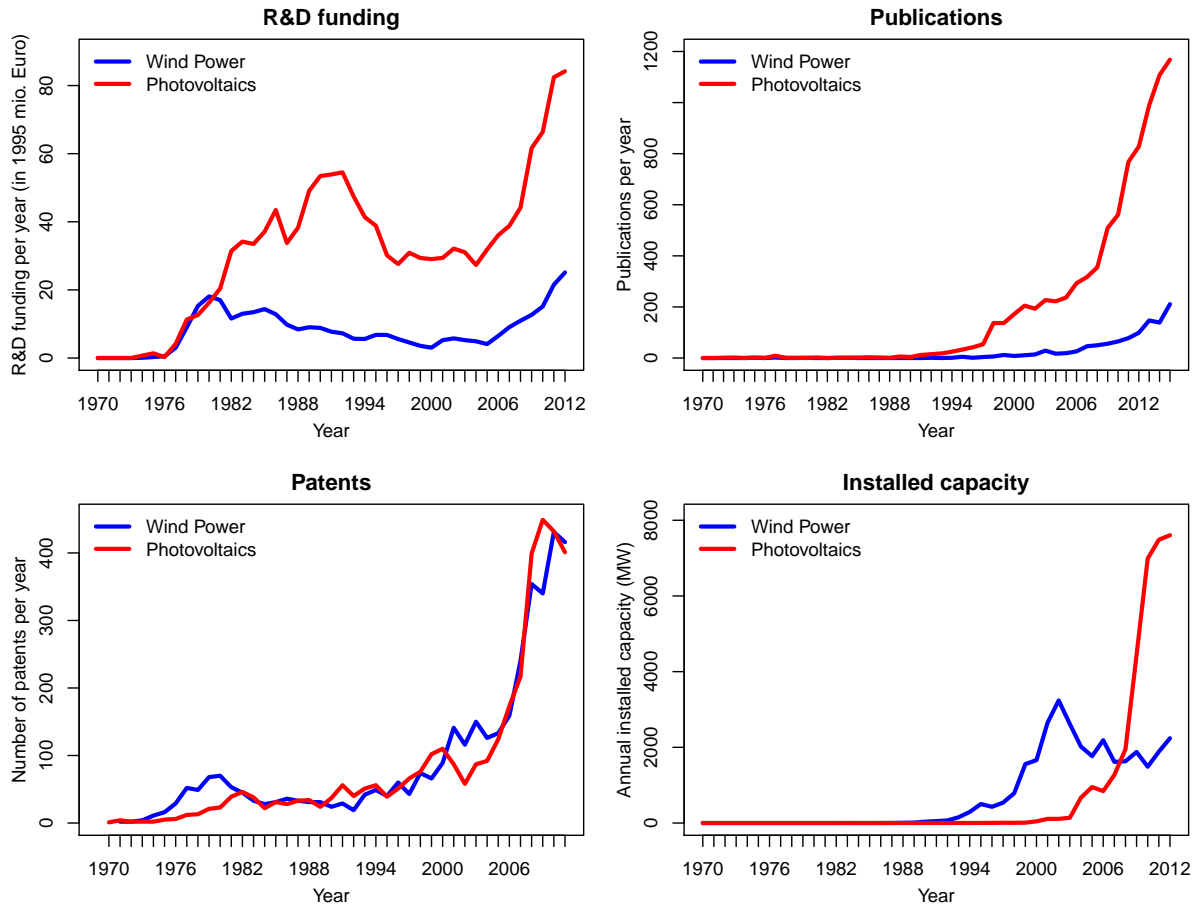 R&D funding
Wind Power
Photovoltaics
R&D funding per year (in 1995 mio. Euro)
0 20 40 60 80
1970 1976 1982 1988 1994 2000 2006 2012
Year
Publications
Wind Power
Photovoltaics
Publications per year
0 200 400 600 800 1200
1970 1976 1982 1988 1994 2000 2006 2012
Year
Patents
Wind Power
Photovoltaics
Number of patents per year
0 100 200 300 400
1970 1976 1982 1988 1994 2000 2006
Year
Installed capacity
Wind Power
Photovoltaics
Annual installed capacity (MW)
0 2000 4000 6000 8000
1970 1976 1982 1988 1994 2000 2006 2012
Year